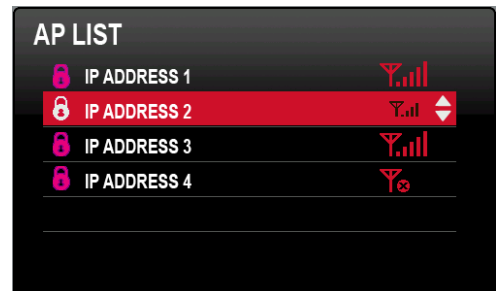 AP LIST
IP ADDRESS 1
IP ADDRESS 2
IP ADDRESS 3
IP ADDRESS 4